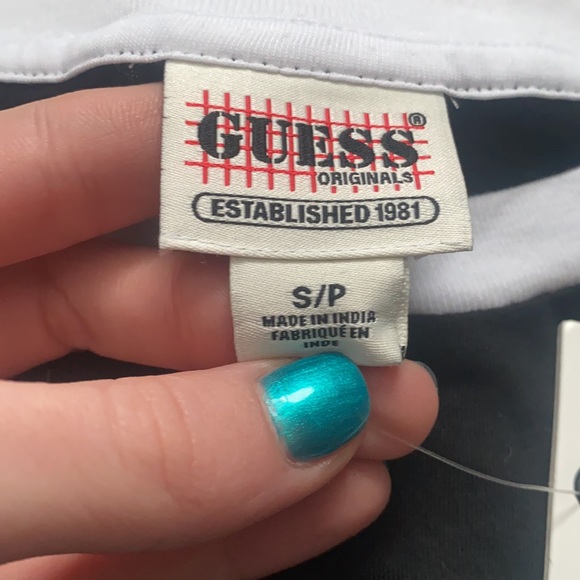 GUESS®
ORIGINALS
ESTABLISHED 1981
S/P
MADE IN INDIA
FABRIQUÉ EN
INDE